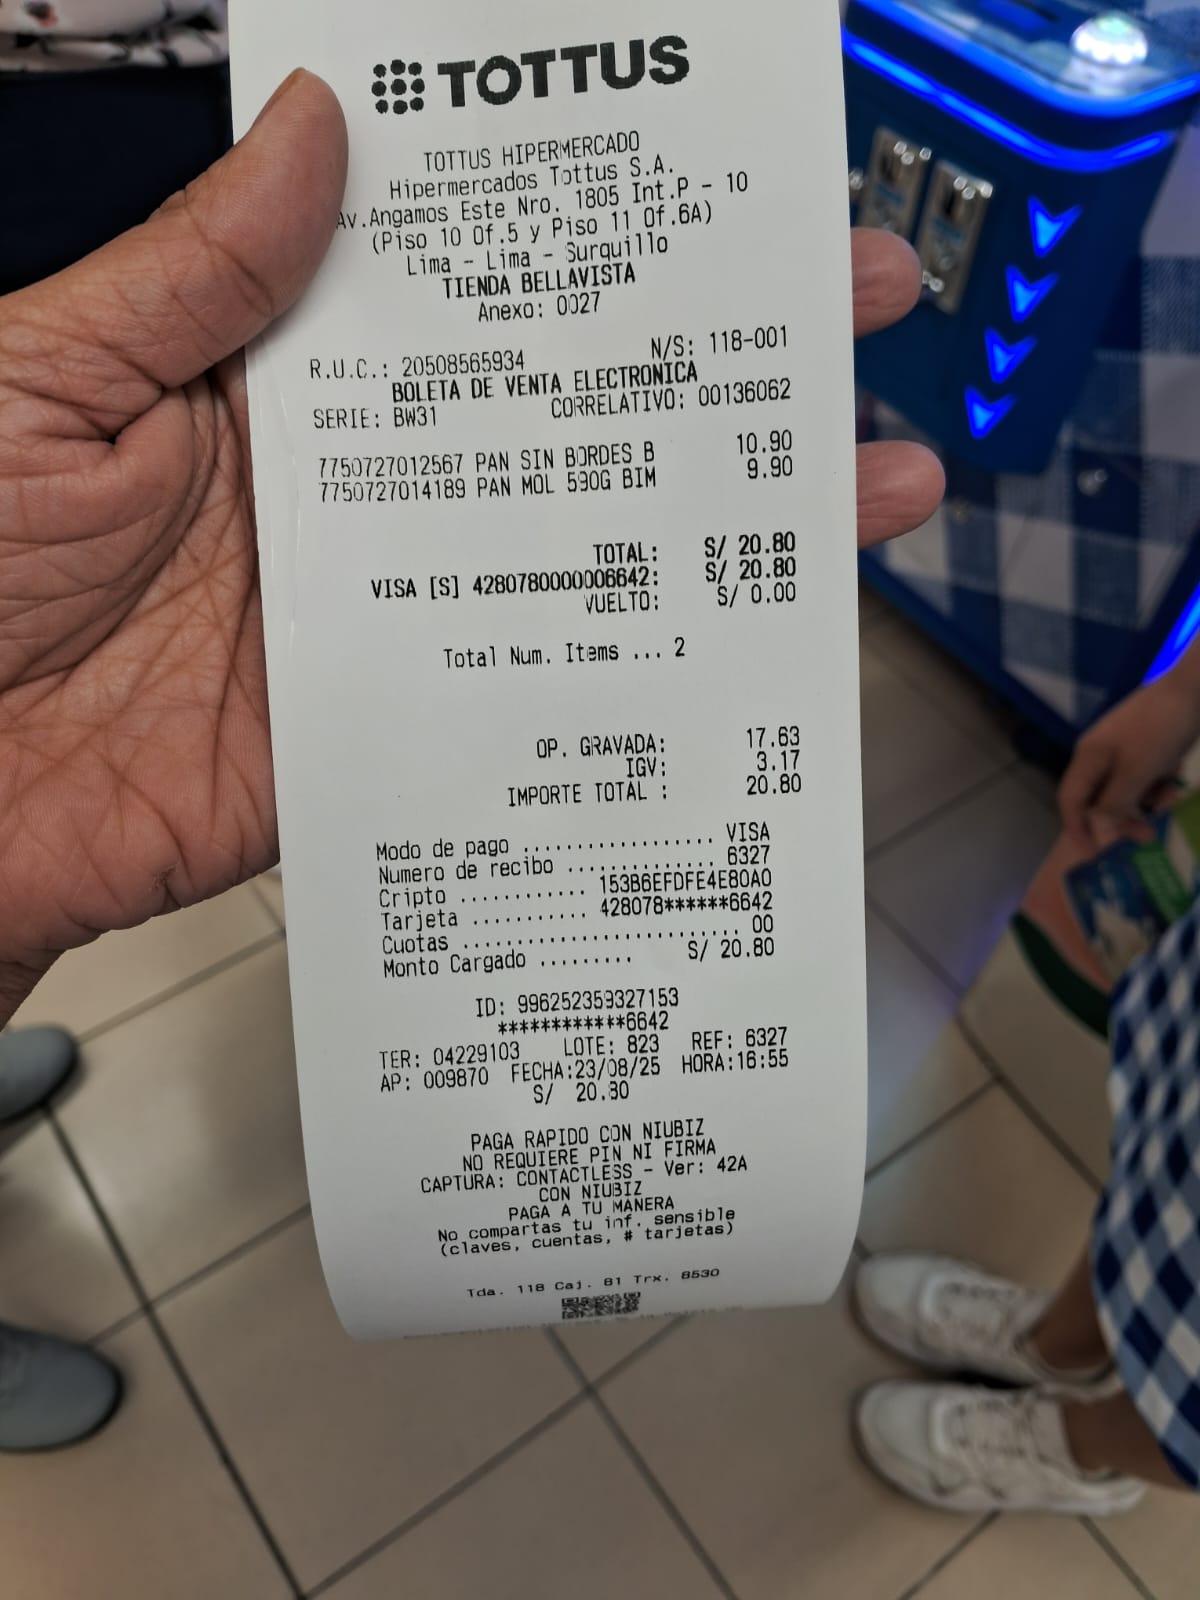 TOTTUS
TOTTUS HIPERMERCADO
Hipermercados Tottus S.A.
Av.Angamos Este Nro. 1805 Int.P - 10
(Piso 10 Of.5 y Piso 11 Of.6A)
Lima - Lima - Surquillo
TIENDA BELLAVISTA
Anexo: 0027
R.U.C.: 20508565934 N/S: 118-001
BOLETA DE VENTA ELECTRONICA
SERIE: BW31 CORRELATIVO: 00136062
7750727012567 PAN SIN BORDES B 10.90
7750727014189 PAN MOL 590G BIM 9.90
TOTAL: S/ 20.80
VISA [S] 4280780000006642: S/ 20.80
VUELTO: S/ 0.00
Total Num. Items ... 2
OP. GRAVADA: 17.63
IGV: 3.17
IMPORTE TOTAL : 20.80
Modo de pago .................. VISA
Numero de recibo .............. 6327
Cripto ........... 153B6EFDFE4E80A0
Tarjeta ........... 428078******6642
Cuotas .......................... 00
Monto Cargado ......... S/ 20.80
ID: 996252359327153
************6642
TER: 04229103 LOTE: 823 REF: 6327
AP: 009870 FECHA:23/08/25 HORA:16:55
S/ 20.80
PAGA RAPIDO CON NIUBIZ
NO REQUIERE PIN NI FIRMA
CAPTURA: CONTACTLESS - Ver: 42A
CON NIUBIZ
PAGA A TU MANERA
No compartas tu inf. sensible
(claves, cuentas, # tarjetas)
Tda. 118 Caj. 81 Trx. 8530